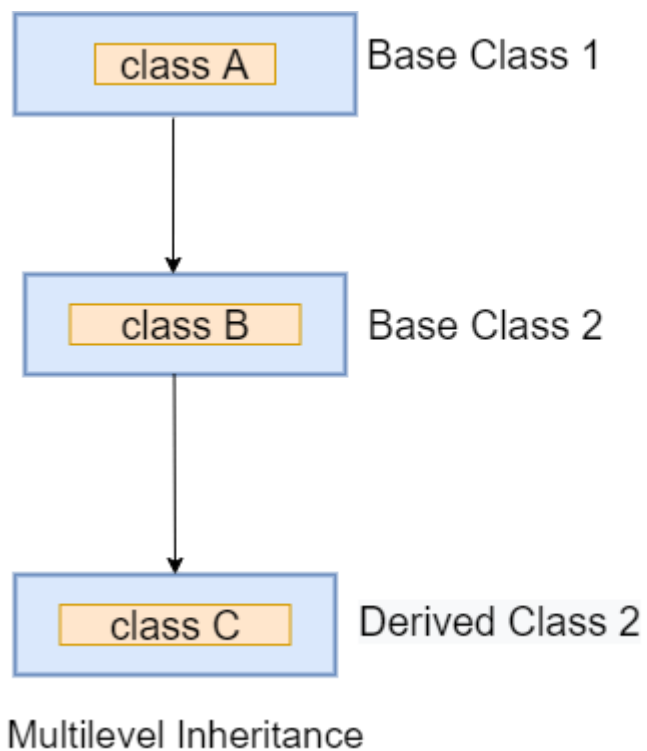 class A
Base Class 1
class B
Base Class 2
class C
Derived Class 2
Multilevel Inheritance